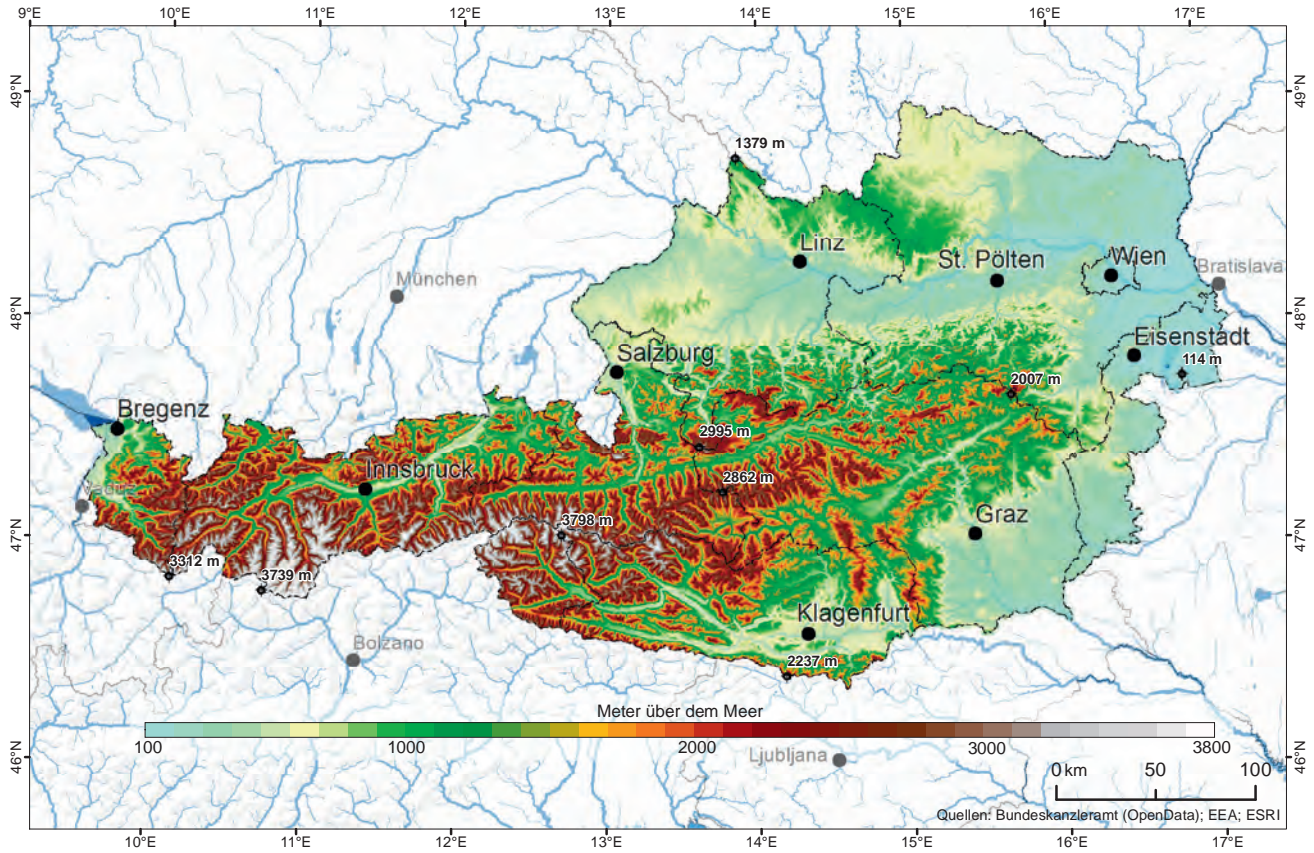 9°E 10°E 11°E 12°E 13°E 14°E 15°E 16°E 17°E
49°N 49°N
1379 m
Linz
St. Pölten
Wien
Bratislava
München
48°N 48°N
Eisenstadt
114 m
Salzburg
2007 m
Bregenz
2995 m
Innsbruck
2862 m
Vaduz
Graz
3798 m
47°N 47°N
3312 m
3739 m
Klagenfurt
Bolzano
2237 m
Meter über dem Meer
100 1000 2000 3000 3800
46°N 46°N
Ljubljana
0 km 50 100
Quellen: Bundeskanzleramt (OpenData); EEA; ESRI
10°E 11°E 12°E 13°E 14°E 15°E 16°E 17°E